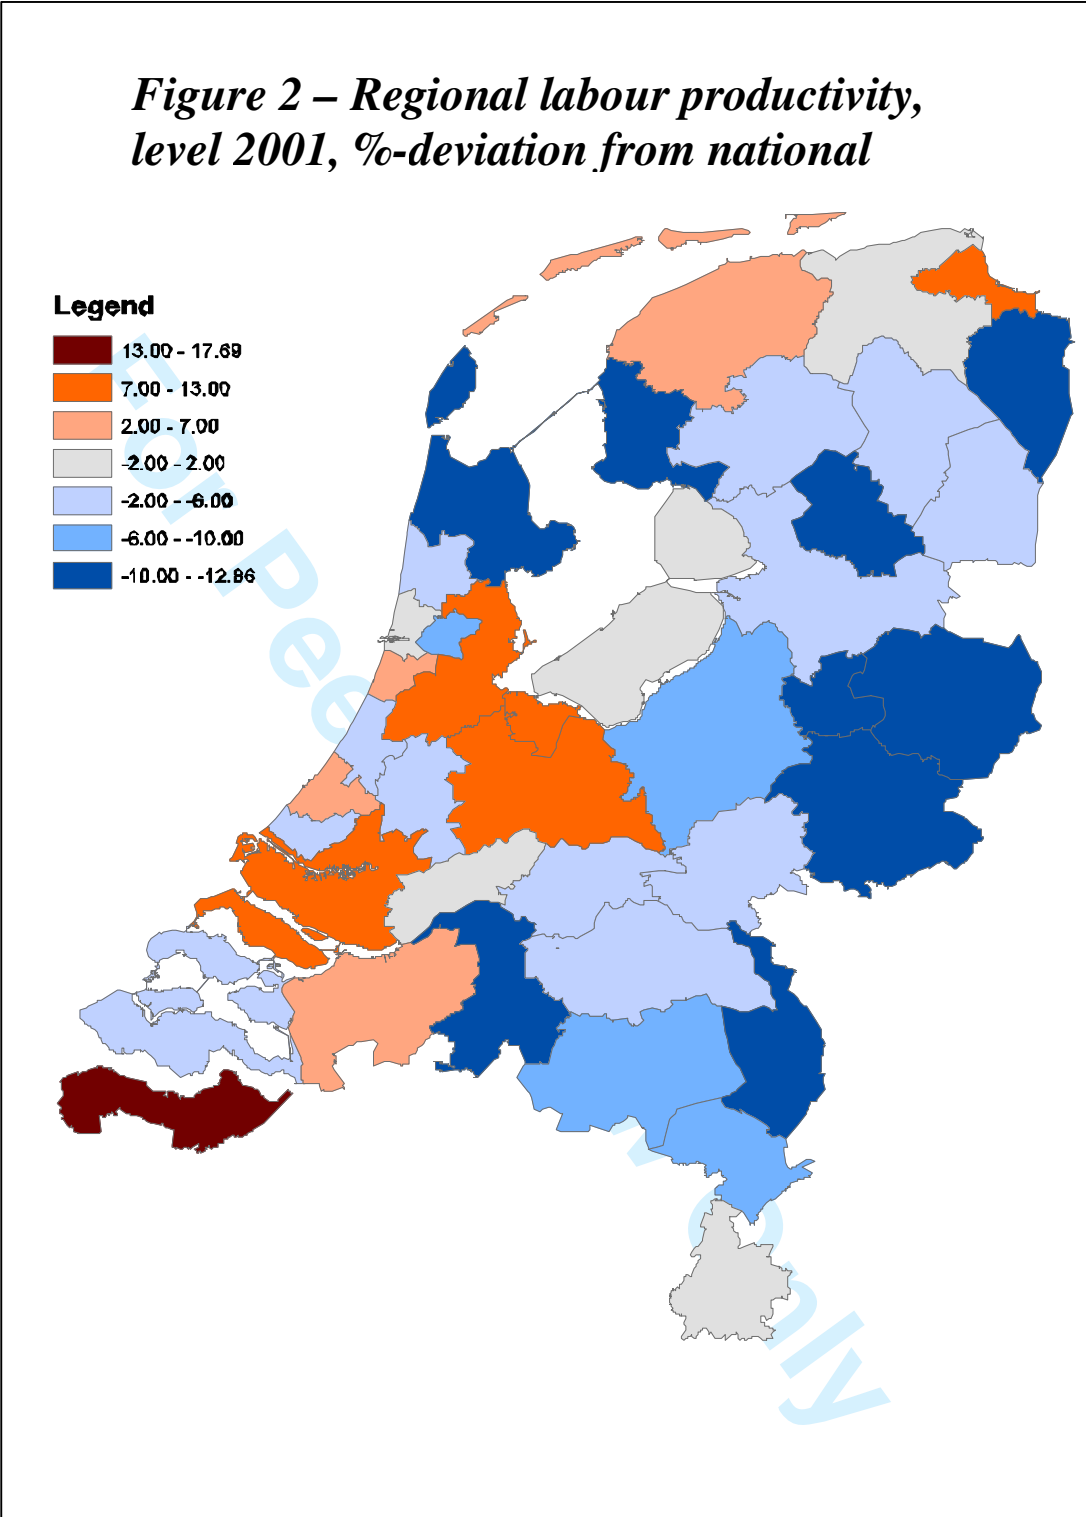 Figure 2 – Regional labour productivity,
level 2001, %-deviation from national
Legend
13.00 - 17.69
7.00 - 13.00
2.00 - 7.00
-2.00 - 2.00
-2.00 - -6.00
-6.00 - -10.00
-10.00 - -12.86
For Pee
w Only